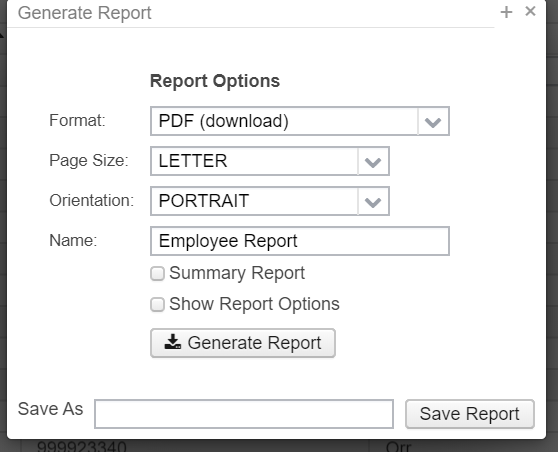 Generate Report + ×
Report Options
Format: PDF (download)
Page Size: LETTER
Orientation: PORTRAIT
Name: Employee Report
Summary Report
Show Report Options
Generate Report
Save As Save Report
999923340 Orr